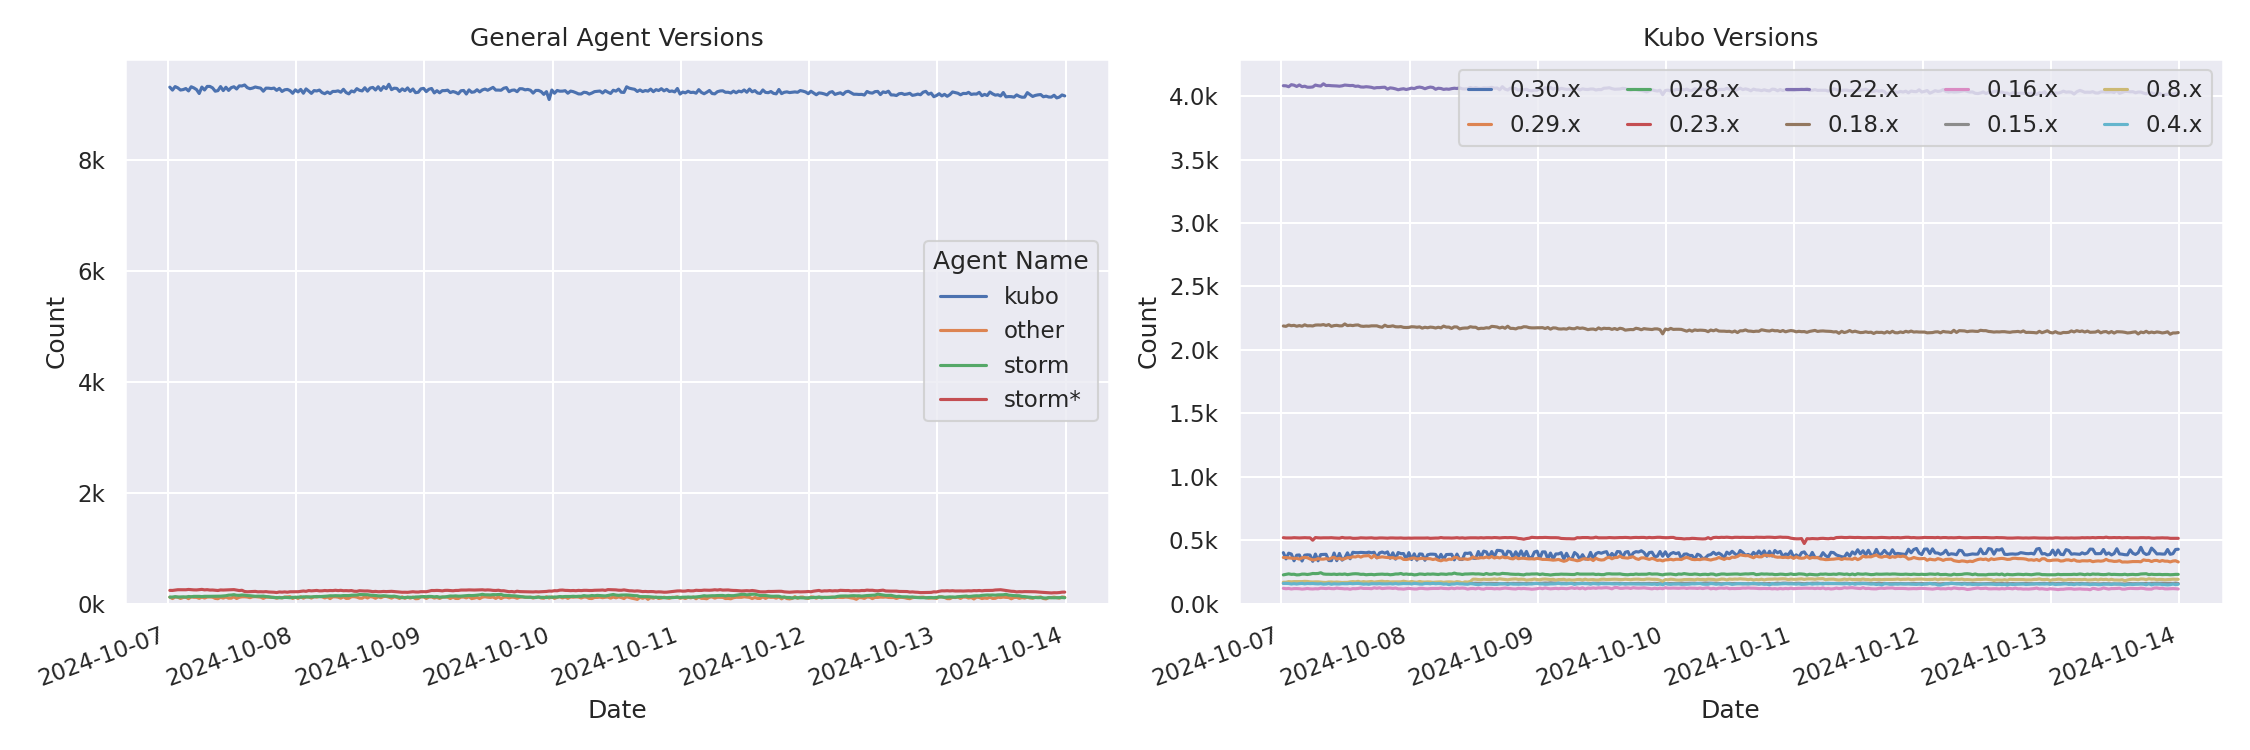 General Agent Versions
8k
6k
4k
2k
0k
Count
Agent Name
kubo
other
storm
storm*
2024-10-07
2024-10-08
2024-10-09
2024-10-10
2024-10-11
2024-10-12
2024-10-13
2024-10-14
Date
Kubo Versions
4.0k
3.5k
3.0k
2.5k
2.0k
1.5k
1.0k
0.5k
0.0k
Count
0.30.x 0.28.x 0.22.x 0.16.x 0.8.x
0.29.x 0.23.x 0.18.x 0.15.x 0.4.x
2024-10-07
2024-10-08
2024-10-09
2024-10-10
2024-10-11
2024-10-12
2024-10-13
2024-10-14
Date